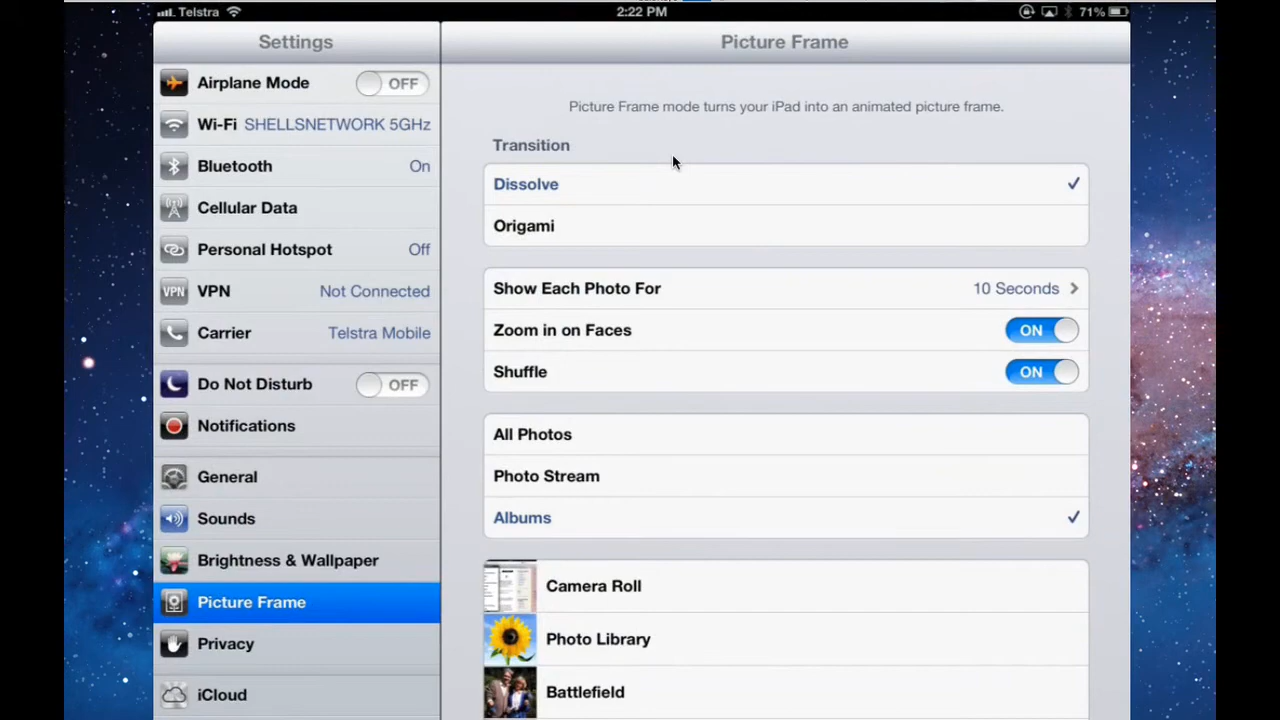 Telstra 2:22 PM 71%
Settings
Picture Frame
Airplane Mode OFF
Wi-Fi SHELLSNETWORK 5GHz
Bluetooth On
Cellular Data
Personal Hotspot Off
VPN VPN Not Connected
Carrier Telstra Mobile
Do Not Disturb OFF
Notifications
General
Sounds
Brightness & Wallpaper
Picture Frame
Privacy
iCloud
Picture Frame mode turns your iPad into an animated picture frame.
Transition
Dissolve
Origami
Show Each Photo For 10 Seconds
Zoom in on Faces ON
Shuffle ON
All Photos
Photo Stream
Albums
Camera Roll
Photo Library
Battlefield